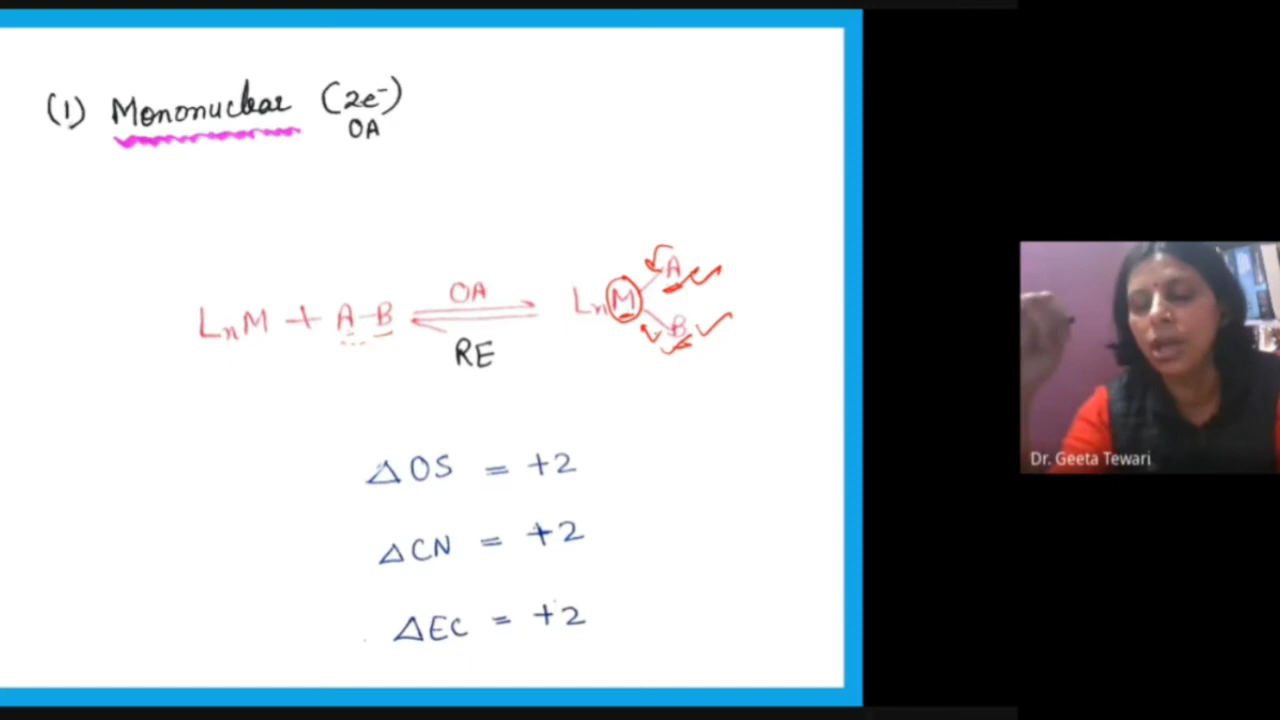 (1) Mononuclear (2e⁻)
OA
LₙM + A-B ⇌ LₙM
OA
A
B
RE
ΔOS = +2
ΔCN = +2
ΔEC = +2
Dr. Geeta Tewari